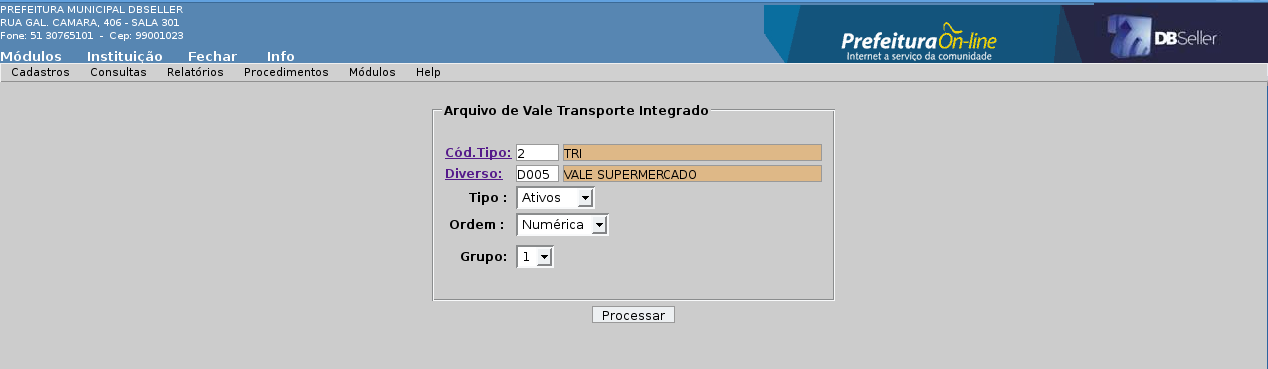 PREFEITURA MUNICIPAL DBSELLER
RUA GAL. CAMARA, 406 - SALA 301
Fone: 51 30765101 - Cep: 99001023
Módulos Instituição Fechar Info
Prefeitura On-line
Internet a serviço da comunidade
DBSeller
Cadastros Consultas Relatórios Procedimentos Módulos Help
Arquivo de Vale Transporte Integrado
Cód.Tipo: 2 TRI
Diverso: D005 VALE SUPERMERCADO
Tipo : Ativos
Ordem : Numérica
Grupo: 1
Processar